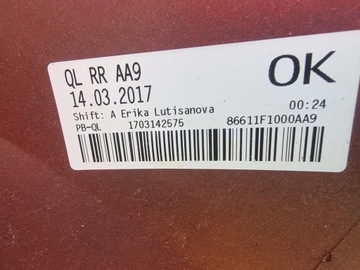 QL RR AA9
OK
14.03.2017
00:24
Shift: A Erika Lutisanova
PB-QL 1703142575 86611F1000AA9